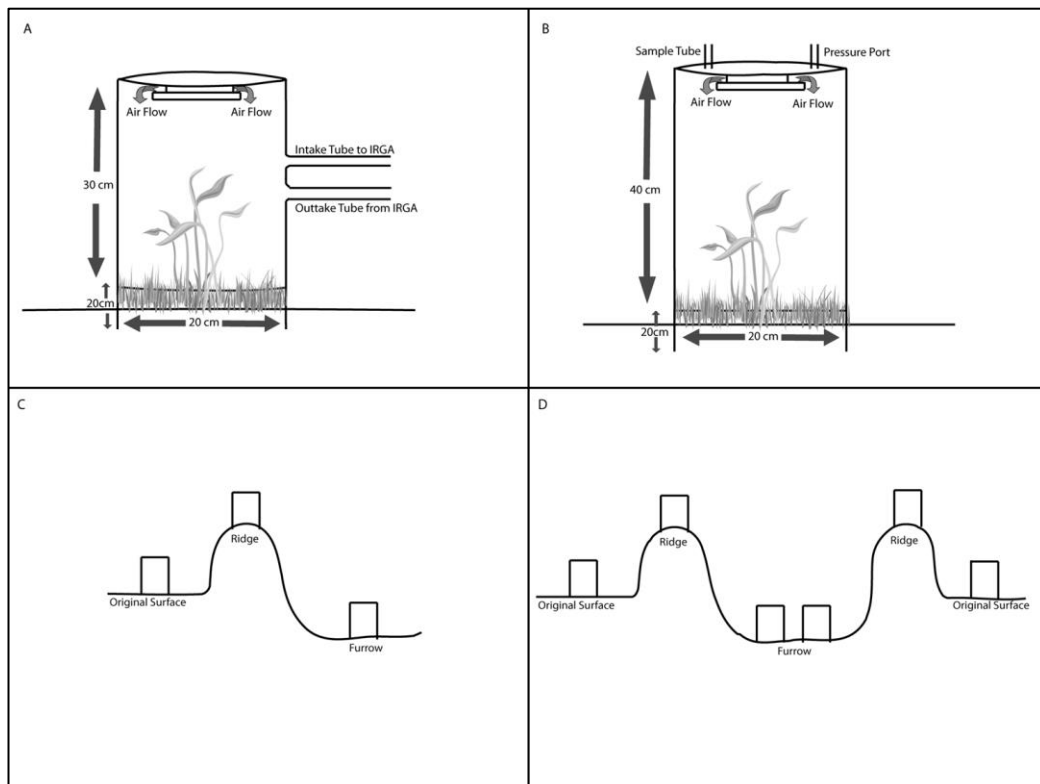 A
Air Flow
Air Flow
Intake Tube to IRGA
30 cm
Outtake Tube from IRGA
20cm
20 cm
B
Sample Tube
Pressure Port
Air Flow
Air Flow
40 cm
20cm
20 cm
C
Ridge
Original Surface
Furrow
D
Ridge
Ridge
Original Surface
Original Surface
Furrow